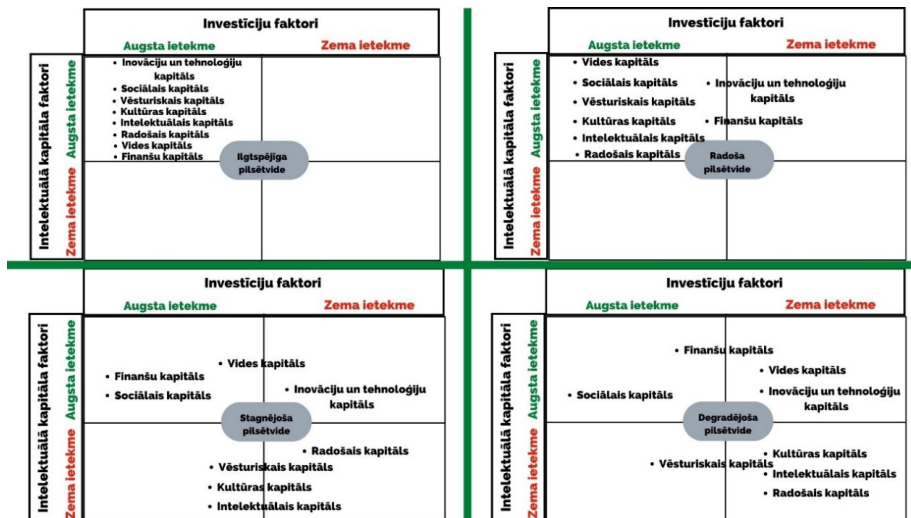 Investīciju faktori
Augsta ietekme
Zema ietekme
Intelektuālā kapitāla faktori
Augsta ietekme
Zema ietekme
• Inovāciju un tehnoloģiju
kapitāls
• Sociālais kapitāls
• Vēsturiskais kapitāls
• Kultūras kapitāls
• Intelektuālais kapitāls
• Radošais kapitāls
• Vides kapitāls
• Finanšu kapitāls
Ilgtspējīga
pilsētvide
Investīciju faktori
Augsta ietekme
Zema ietekme
Intelektuālā kapitāla faktori
Augsta ietekme
Zema ietekme
• Vides kapitāls
• Sociālais kapitāls
• Vēsturiskais kapitāls
• Kultūras kapitāls
• Intelektuālais kapitāls
• Radošais kapitāls
• Inovāciju un tehnoloģiju
kapitāls
• Finanšu kapitāls
Radoša
pilsētvide
Investīciju faktori
Augsta ietekme
Zema ietekme
Intelektuālā kapitāla faktori
Augsta ietekme
Zema ietekme
• Vides kapitāls
• Finanšu kapitāls
• Sociālais kapitāls
• Inovāciju un tehnoloģiju
kapitāls
Stagnējoša
pilsētvide
• Radošais kapitāls
• Vēsturiskais kapitāls
• Kultūras kapitāls
• Intelektuālais kapitāls
Investīciju faktori
Augsta ietekme
Zema ietekme
Intelektuālā kapitāla faktori
Augsta ietekme
Zema ietekme
• Finanšu kapitāls
• Vides kapitāls
• Sociālais kapitāls
• Inovāciju un tehnoloģiju
kapitāls
Degradējoša
pilsētvide
• Kultūras kapitāls
• Vēsturiskais kapitāls
• Intelektuālais kapitāls
• Radošais kapitāls